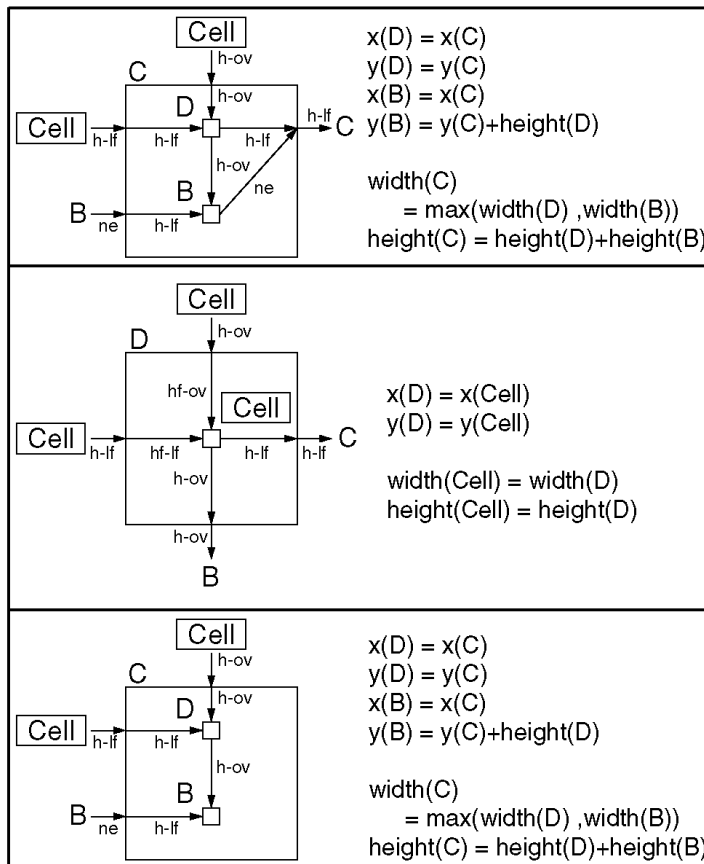 Cell
h-ov
C
h-ov
D
Cell
h-lf
h-lf
h-lf
h-lf
C
h-ov
B
ne
B
ne
h-lf
x(D) = x(C)
y(D) = y(C)
x(B) = x(C)
y(B) = y(C)+height(D)
width(C)
= max(width(D) ,width(B))
height(C) = height(D)+height(B)
Cell
h-ov
D
hf-ov
Cell
Cell
h-lf
hf-lf
h-lf
h-lf
C
h-ov
h-ov
B
x(D) = x(Cell)
y(D) = y(Cell)
width(Cell) = width(D)
height(Cell) = height(D)
Cell
h-ov
C
h-ov
D
Cell
h-lf
h-lf
h-ov
B
B
ne
h-lf
x(D) = x(C)
y(D) = y(C)
x(B) = x(C)
y(B) = y(C)+height(D)
width(C)
= max(width(D) ,width(B))
height(C) = height(D)+height(B)